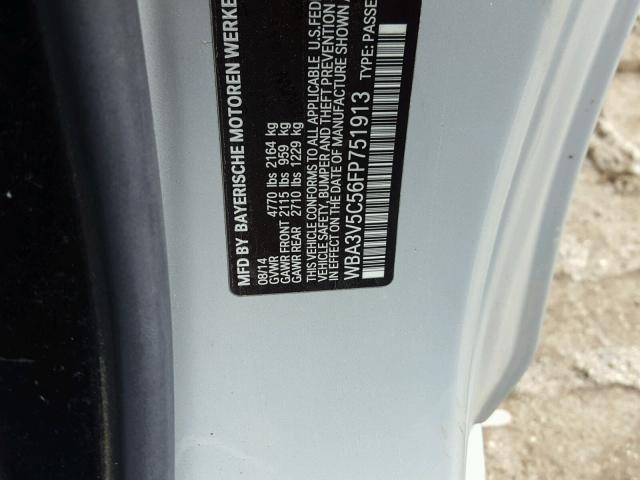 MFD BY BAYERISCHE MOTOREN WERKE
08/14
GVWR 4770 lbs 2164 kg
GAWR FRONT 2115 lbs 959 kg
GAWR REAR 2710 lbs 1229 kg
THIS VEHICLE CONFORMS TO ALL APPLICABLE U.S. FED
VEHICLE SAFETY, BUMPER AND THEFT PREVENTION
IN EFFECT ON THE DATE OF MANUFACTURE SHOWN
WBA3V5C56FP751913 TYPE: PASSE